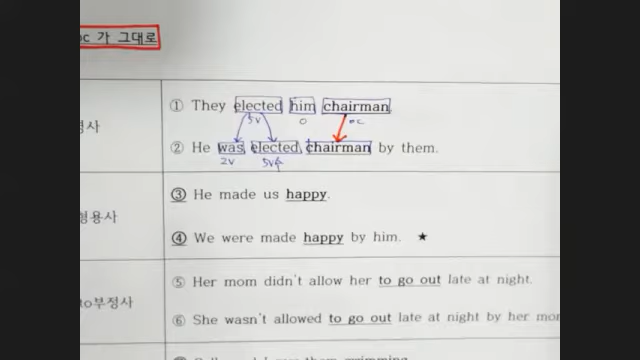 oc 가 그대로
사
① They elected him chairman
5V O oc
② He was elected chairman by them.
2V 5V
형용사
③ He made us happy.
④ We were made happy by him. ★
to부정사
⑤ Her mom didn't allow her to go out late at night.
⑥ She wasn't allowed to go out late at night by her mom